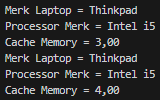 Merk Laptop = Thinkpad
Processor Merk = Intel i5
Cache Memory = 3,00
Merk Laptop = Thinkpad
Processor Merk = Intel i5
Cache Memory = 4,00